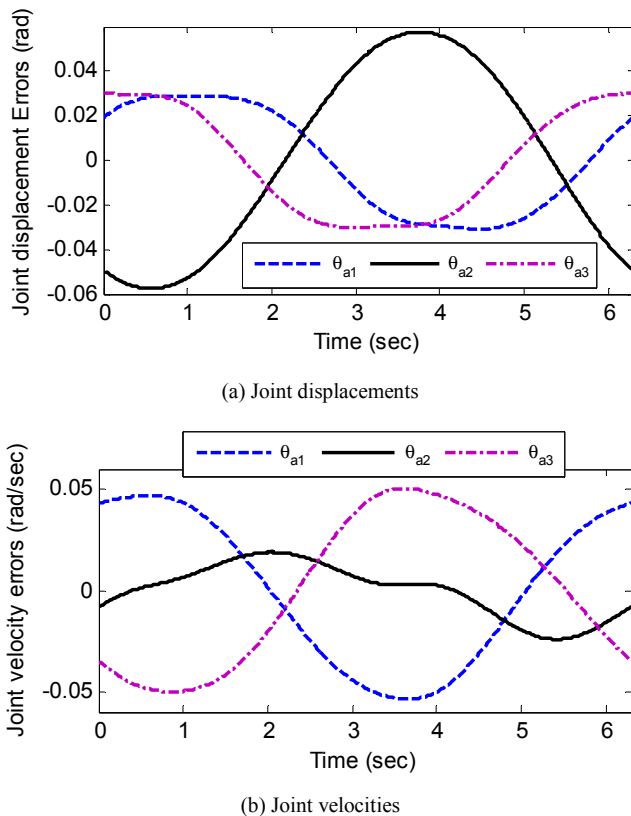 Joint displacement Errors (rad)
0.04
0.02
0
-0.02
-0.04
-0.06
θa1 θa2 θa3
0 1 2 3 4 5 6
Time (sec)
(a) Joint displacements
θa1 θa2 θa3
Joint velocity errors (rad/sec)
0.05
0
-0.05
0 1 2 3 4 5 6
Time (sec)
(b) Joint velocities